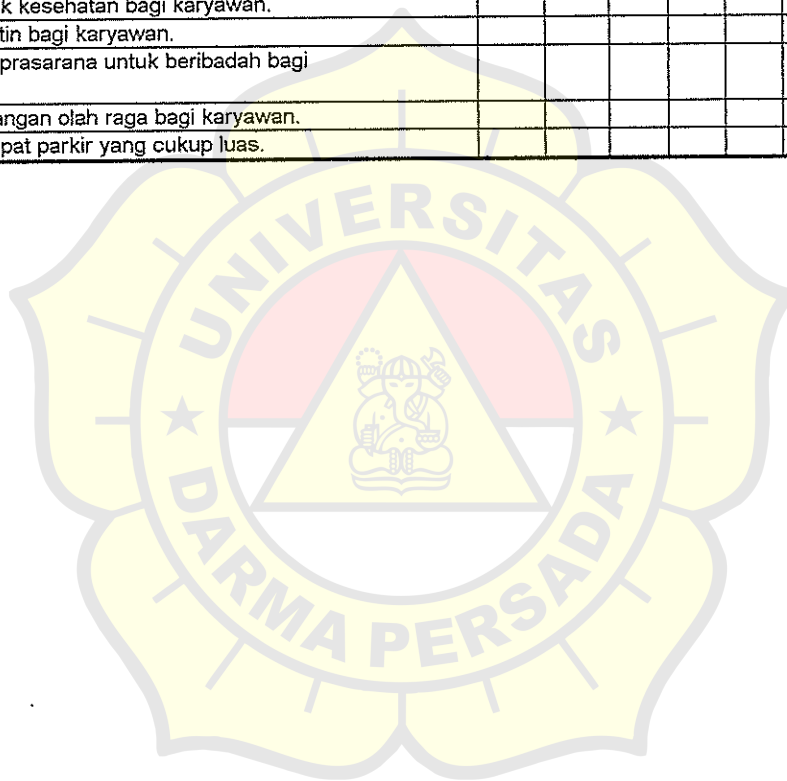 k kesehatan bagi karyawan.
tin bagi karyawan.
prasarana untuk beribadah bagi
angan olah raga bagi karyawan.
pat parkir yang cukup luas.
UNIVERSITAS
DARMA PERSADA